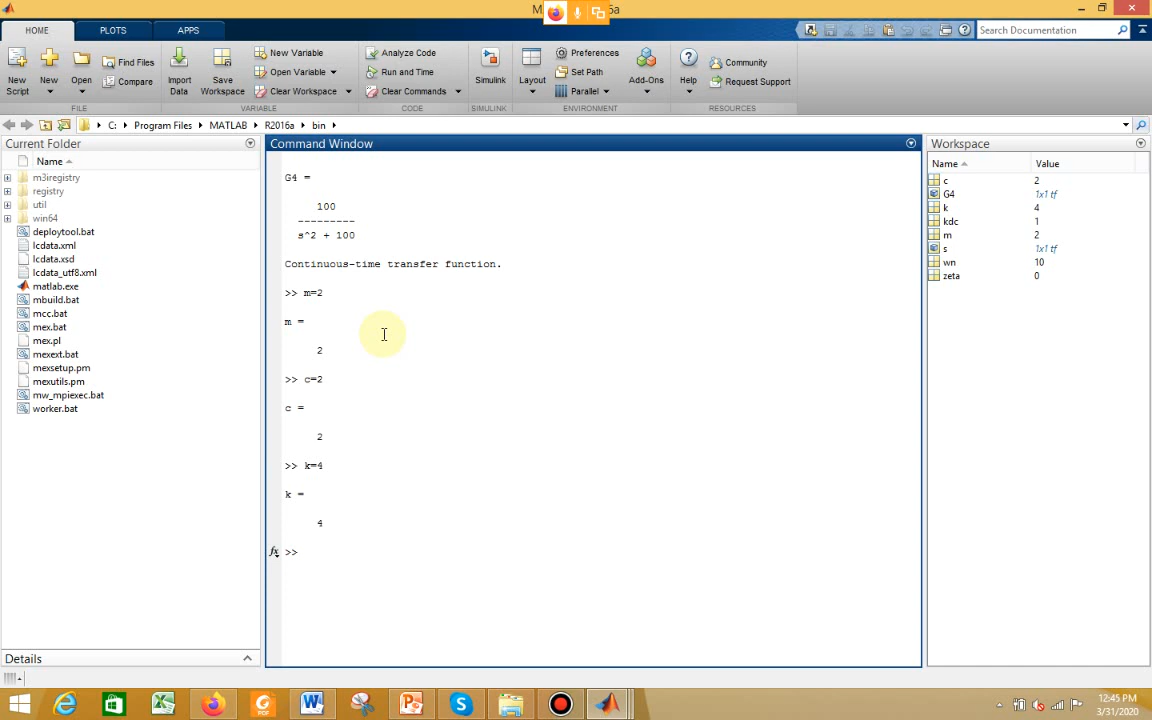 M
6a
HOME
PLOTS
APPS
Search Documentation
New Script
New
Open
Find Files
Compare
FILE
Import Data
Save Workspace
New Variable
Open Variable
Clear Workspace
VARIABLE
Analyze Code
Run and Time
Clear Commands
CODE
Simulink
SIMULINK
Layout
Preferences
Set Path
Parallel
ENVIRONMENT
Add-Ons
Help
Community
Request Support
RESOURCES
C: Program Files MATLAB R2016a bin
Current Folder
Name
m3iregistry
registry
util
win64
deploytool.bat
lcdata.xml
lcdata.xsd
lcdata_utf8.xml
matlab.exe
mbuild.bat
mcc.bat
mex.bat
mex.pl
mexext.bat
mexsetup.pm
mexutils.pm
mw_mpiexec.bat
worker.bat
Details
Command Window
G4 =
100
---------
s^2 + 100
Continuous-time transfer function.
>> m=2
m =
2
>> c=2
c =
2
>> k=4
k =
4
fx >>
Workspace
Name Value
c 2
G4 1x1 tf
k 4
kdc 1
m 2
s 1x1 tf
wn 10
zeta 0
12:45 PM
3/31/2020